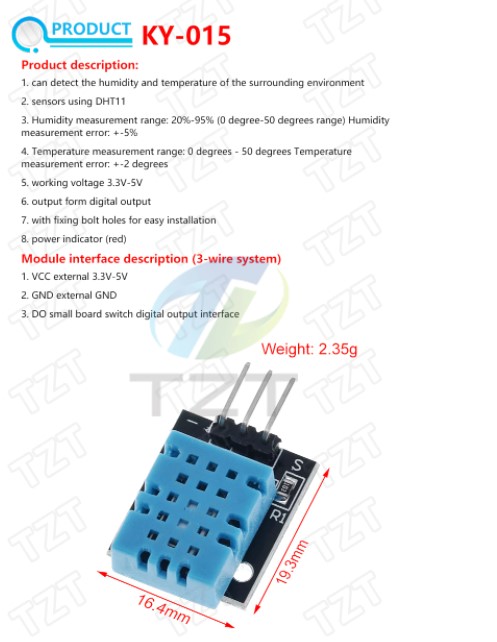 PRODUCT KY-015
Product description:
1. can detect the humidity and temperature of the surrounding environment
2. sensors using DHT11
3. Humidity measurement range: 20%-95% (0 degree-50 degrees range) Humidity
measurement error: +-5%
4. Temperature measurement range: 0 degrees - 50 degrees Temperature
measurement error: +-2 degrees
5. working voltage 3.3V-5V
6. output form digital output
7. with fixing bolt holes for easy installation
8. power indicator (red)
Module interface description (3-wire system)
1. VCC external 3.3V-5V
2. GND external GND
3. DO small board switch digital output interface
Weight: 2.35g
TZT
S
R1
19.3mm
16.4mm